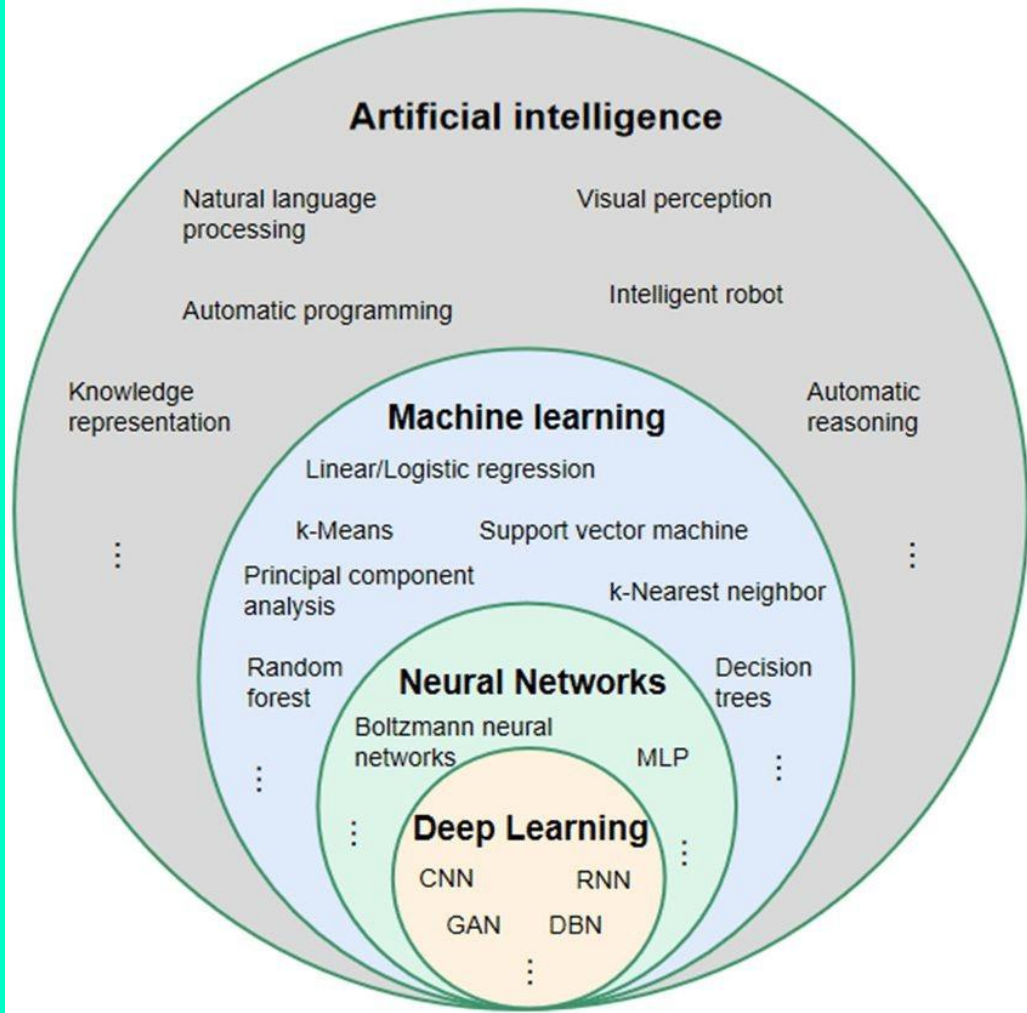 Artificial intelligence
Natural language
processing
Visual perception
Automatic programming
Intelligent robot
Knowledge
representation
Automatic
reasoning
Machine learning
Linear/Logistic regression
k-Means
Support vector machine
Principal component
analysis
k-Nearest neighbor
Random
forest
Decision
trees
Neural Networks
Boltzmann neural
networks
MLP
Deep Learning
CNN
RNN
GAN
DBN